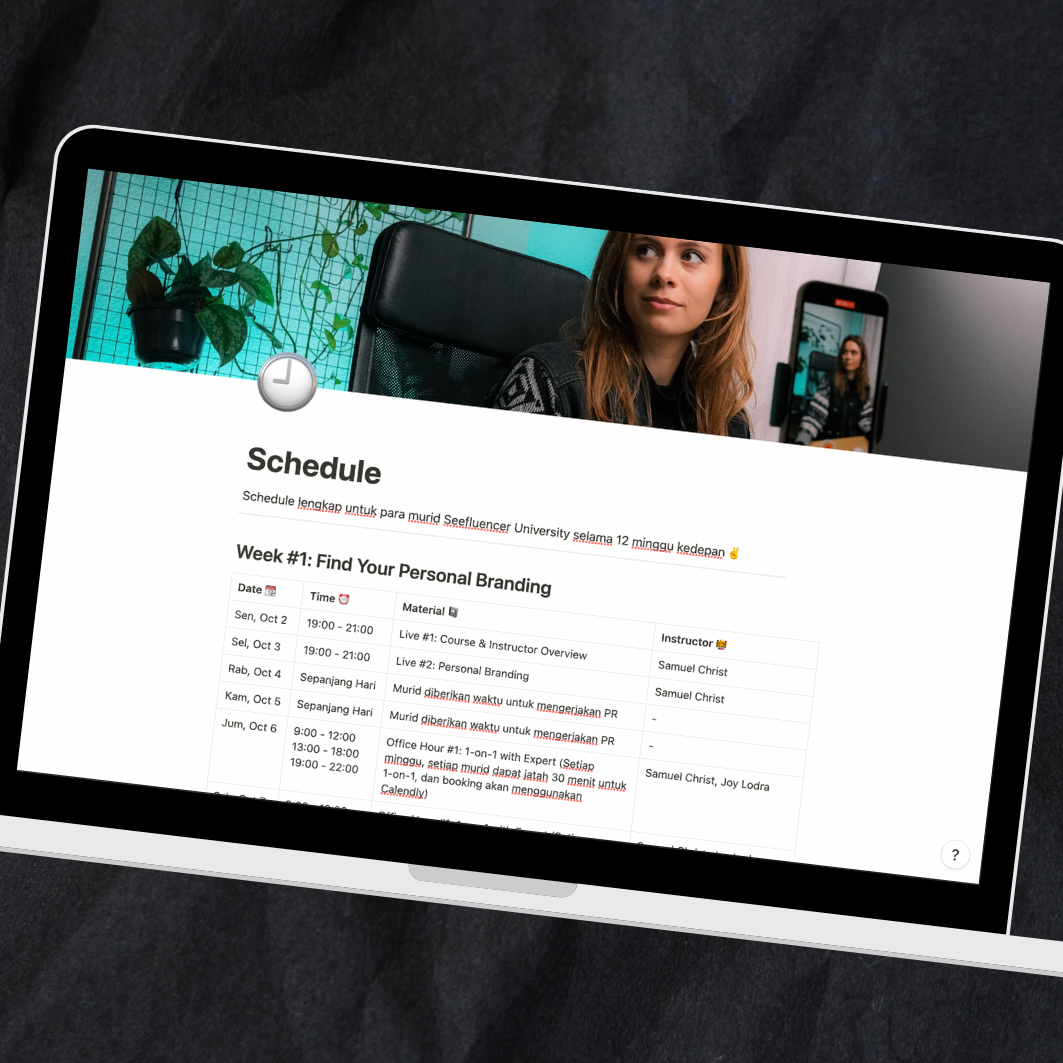 Schedule
Schedule lengkap untuk para murid Seefluencer University selama 12 minggu kedepan ✌️
Week #1: Find Your Personal Branding
Date 📆 Time ⏰ Material 📓 Instructor 👨‍🏫
Sen, Oct 2 19:00 - 21:00 Live #1: Course & Instructor Overview Samuel Christ
Sel, Oct 3 19:00 - 21:00 Live #2: Personal Branding Samuel Christ
Rab, Oct 4 Sepanjang Hari Murid diberikan waktu untuk mengerjakan PR -
Kam, Oct 5 Sepanjang Hari Murid diberikan waktu untuk mengerjakan PR -
Jum, Oct 6
9:00 - 12:00
13:00 - 18:00
19:00 - 22:00
Office Hour #1: 1-on-1 with Expert (Setiap
minggu, setiap murid dapat jatah 30 menit untuk
1-on-1, dan booking akan menggunakan
Calendly)
Samuel Christ, Joy Lodra
?